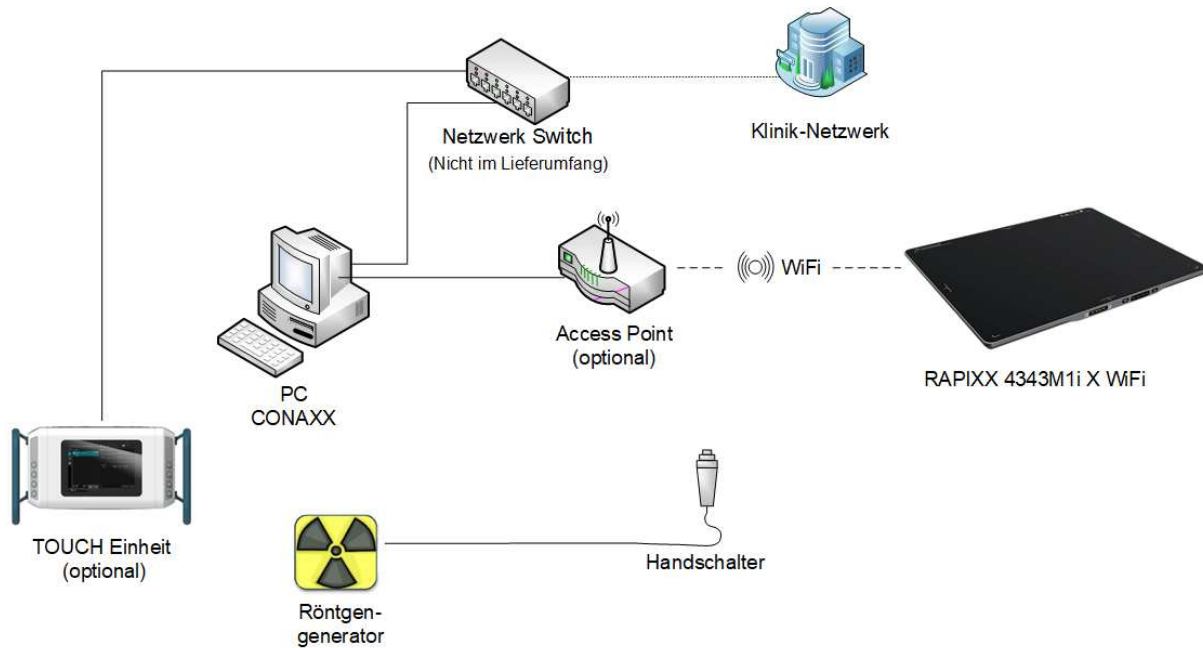 Netzwerk Switch
(Nicht im Lieferumfang)
Klinik-Netzwerk
PC
CONAXX
Access Point
(optional)
WiFi
RAPIXX 4343M1i X WiFi
TOUCH Einheit
(optional)
Röntgen-
generator
Handschalter